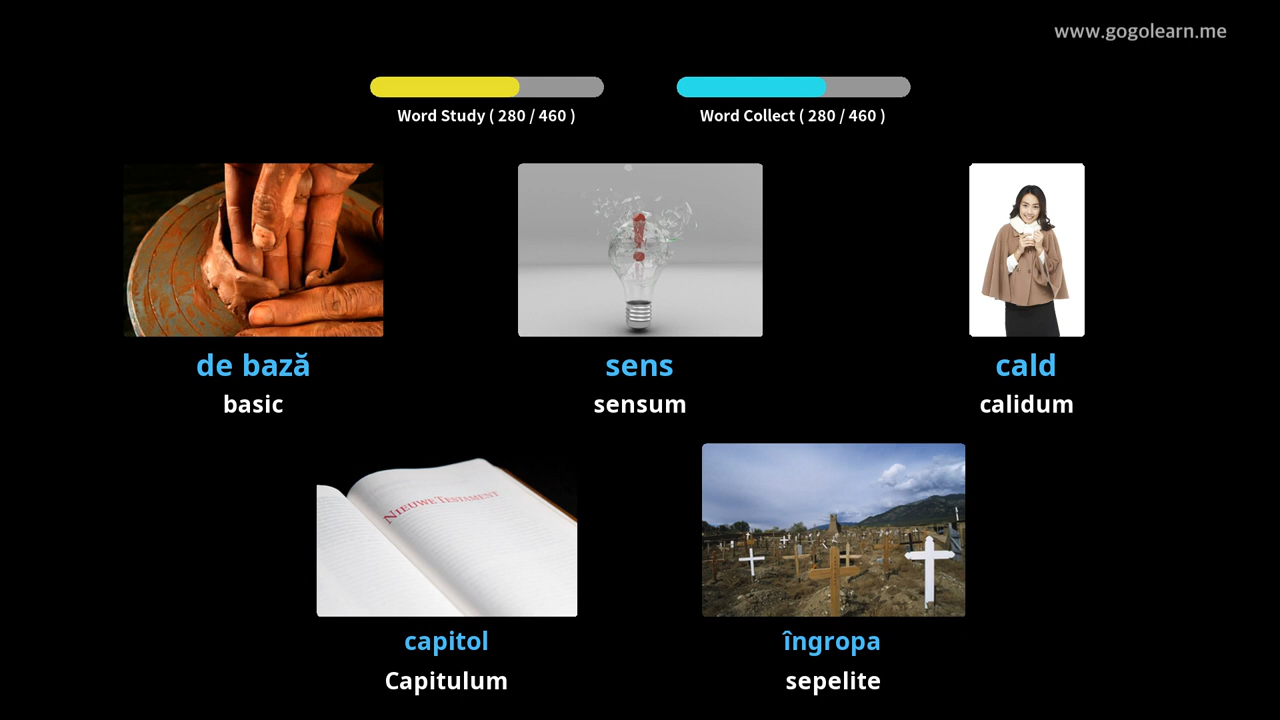 www.gogolearn.me
Word Study ( 280 / 460 )
Word Collect ( 280 / 460 )
de bază
basic
sens
sensum
cald
calidum
NIEUWE TESTAMENT
capitol
Capitulum
îngropa
sepelite